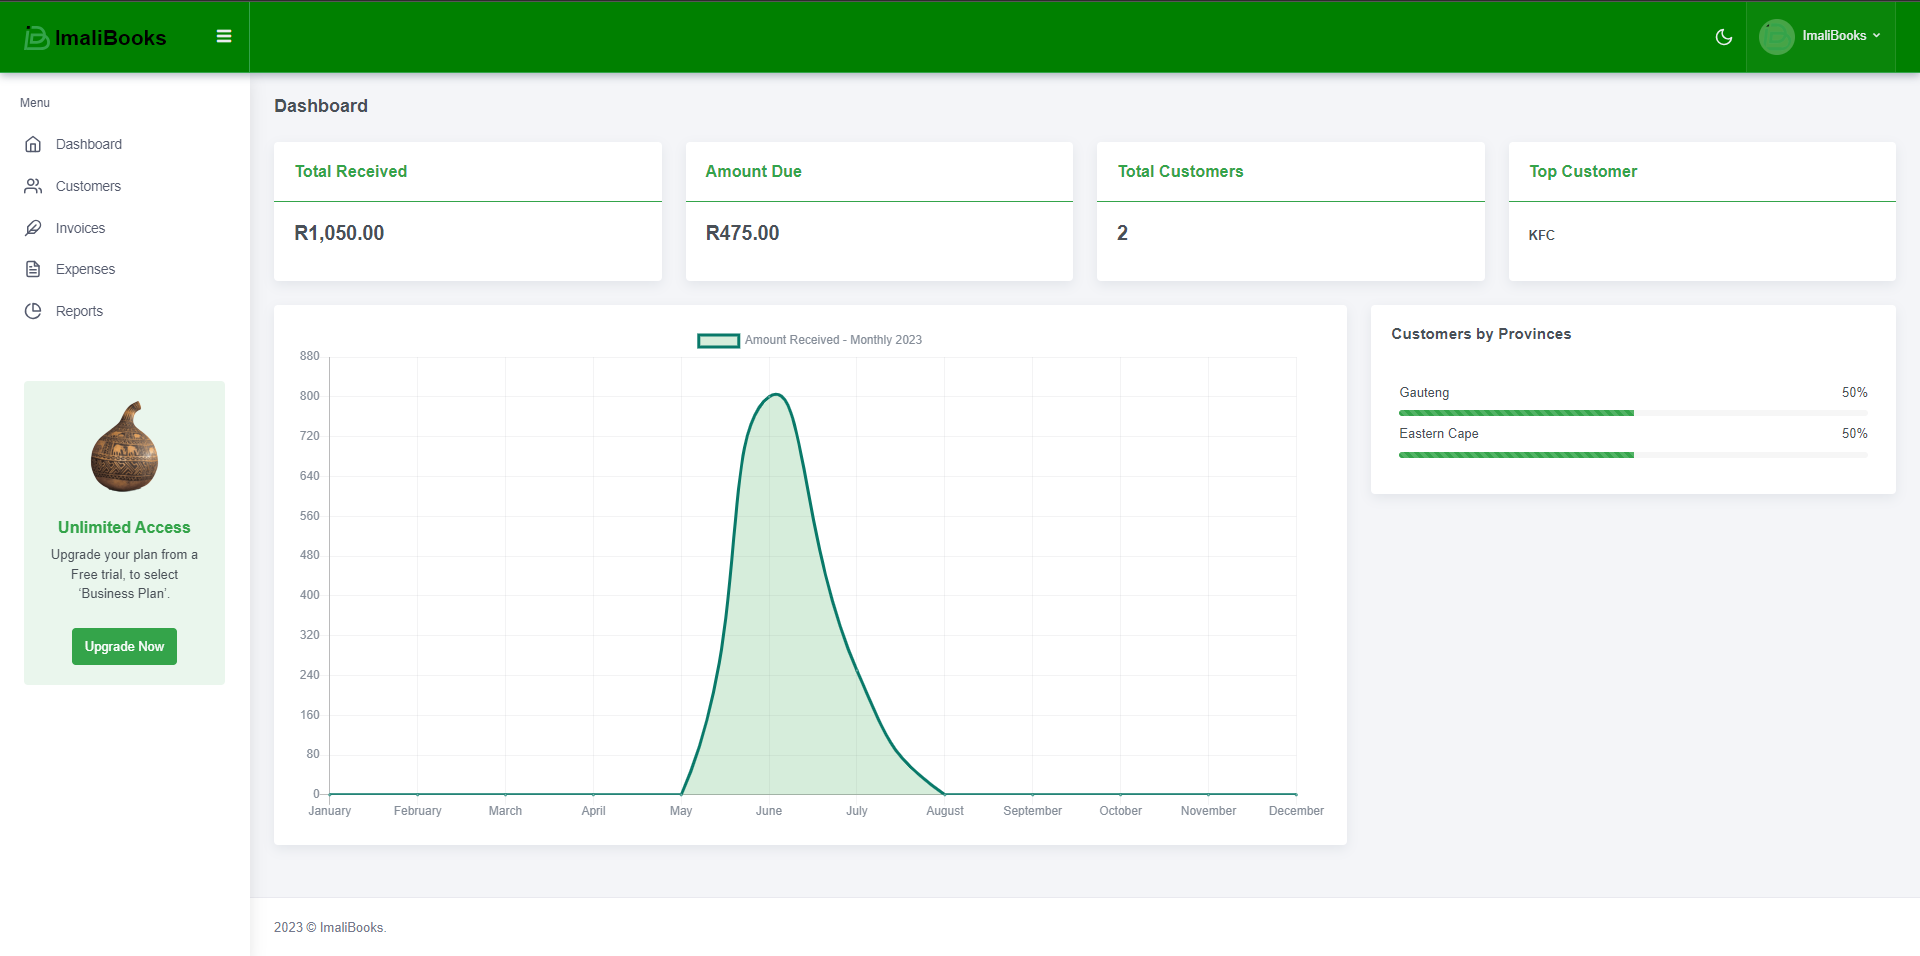 ImaliBooks
ImaliBooks
Menu
Dashboard
Customers
Invoices
Expenses
Reports
Unlimited Access
Upgrade your plan from a
Free trial, to select
‘Business Plan’.
Upgrade Now
Dashboard
Total Received
R1,050.00
Amount Due
R475.00
Total Customers
2
Top Customer
KFC
Amount Received - Monthly 2023
880
800
720
640
560
480
400
320
240
160
80
0
January February March April May June July August September October November December
Customers by Provinces
Gauteng 50%
Eastern Cape 50%
2023 © ImaliBooks.